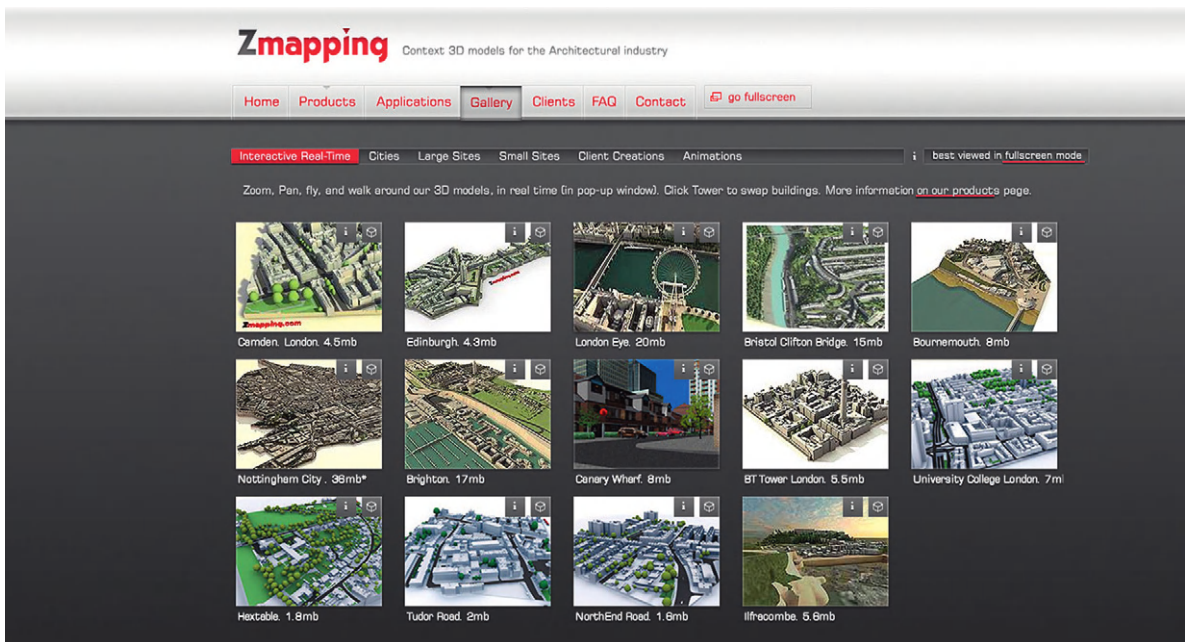 Zmapping Context 3D models for the Architectural industry
Home Products Applications Gallery Clients FAQ Contact go fullscreen
Interactive Real-Time Cities Large Sites Small Sites Client Creations Animations i best viewed in fullscreen mode
Zoom, Pan, fly, and walk around our 3D models, in real time (in pop-up window). Click Tower to swap buildings. More information on our products page.
i i i i i
Zmapping.com Zmapping.com
Camden. London. 4.5mb Edinburgh. 4.3mb London Eye. 20mb Bristol Clifton Bridge. 15mb Bournemouth. 8mb
i i i i i
Nottingham City . 36mb* Brighton. 17mb Canary Wharf. 8mb BT Tower London. 5.5mb University College London. 7m
i i i i
Hextable. 1.8mb Tudor Road. 2mb NorthEnd Road. 1.6mb Ilfracombe. 5.6mb